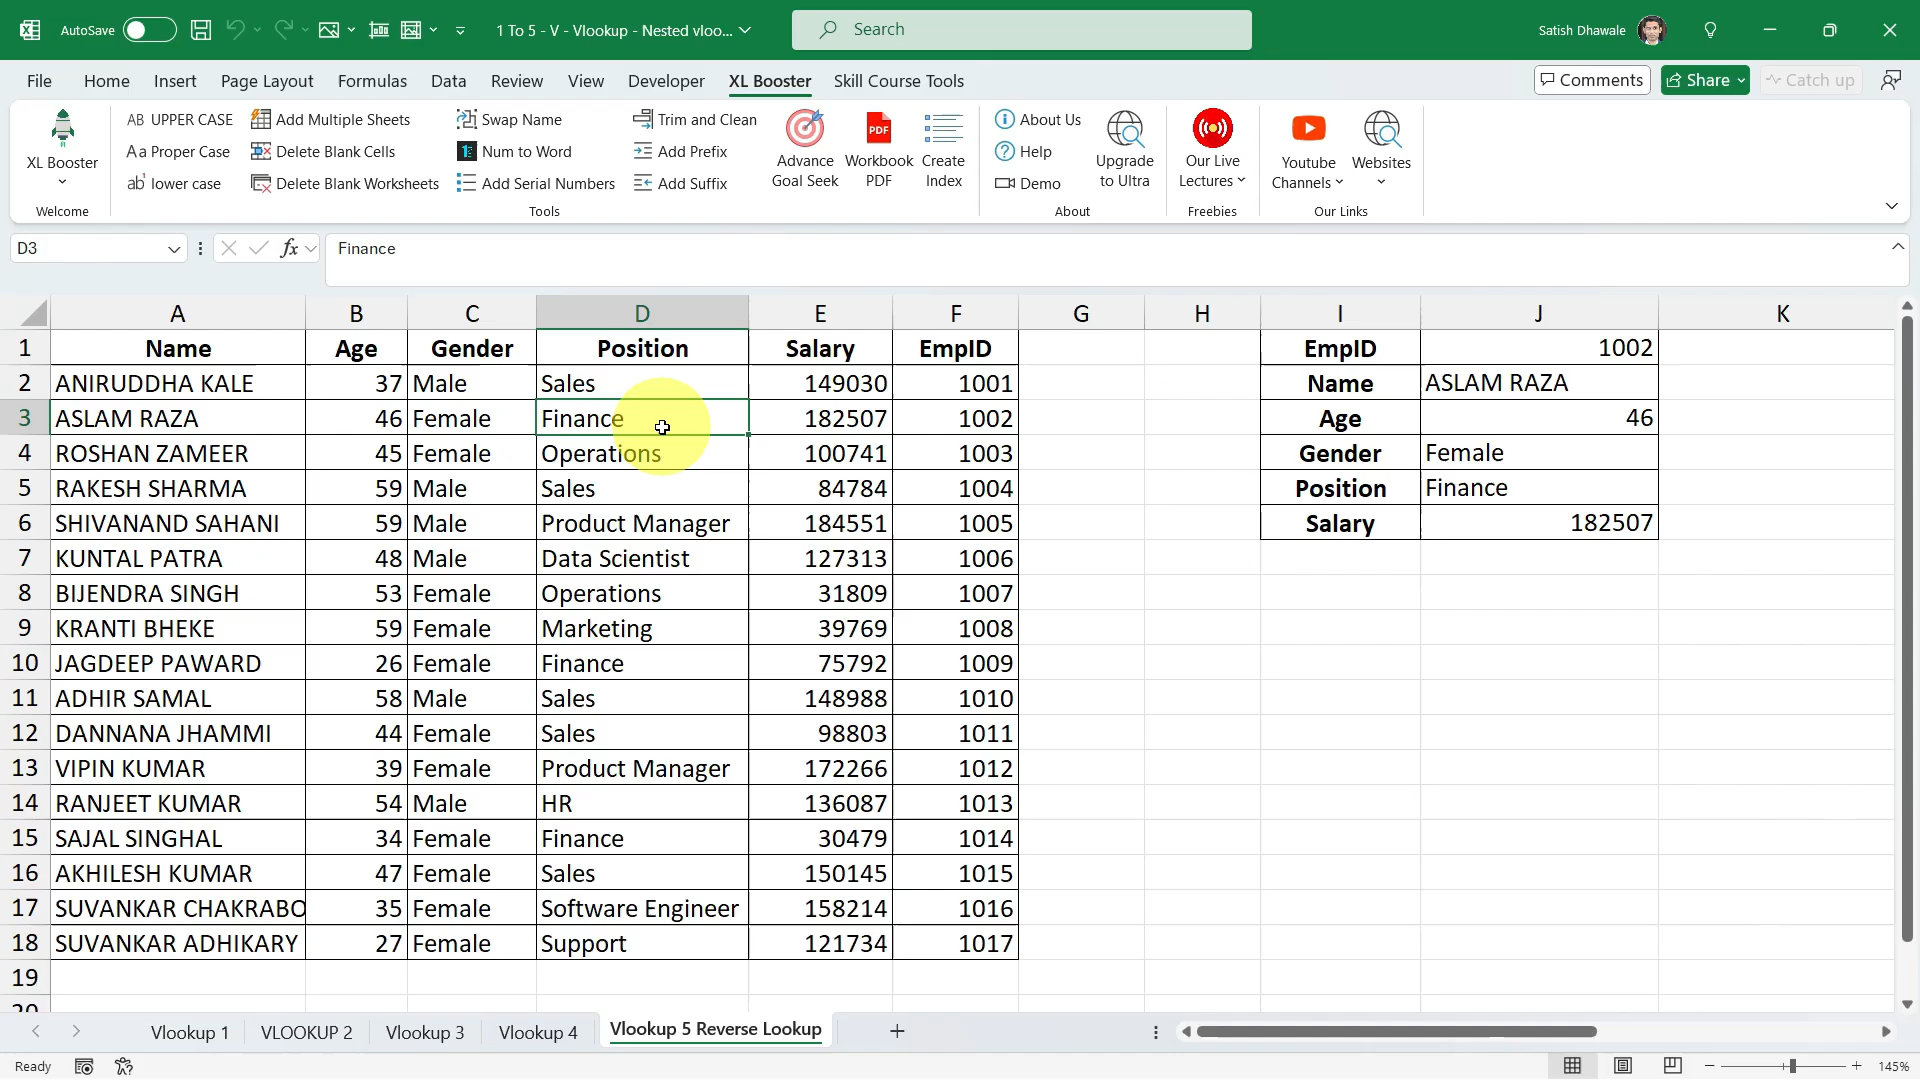 AutoSave 1 To 5 - V - Vlookup - Nested vloo... Search Satish Dhawale
File Home Insert Page Layout Formulas Data Review View Developer XL Booster Skill Course Tools Comments Share Catch up
XL Booster
Welcome
AB UPPER CASE
Aa Proper Case
ab lower case
Add Multiple Sheets
Delete Blank Cells
Delete Blank Worksheets
Swap Name
Num to Word
Add Serial Numbers
Trim and Clean
Add Prefix
Add Suffix
Advance
Goal Seek
PDF
Workbook
PDF
Create
Index
Tools
About Us
Help
Demo
Upgrade
to Ultra
About
Our Live
Lectures
Freebies
Youtube
Channels
Websites
Our Links
D3 fx Finance
A B C D E F G H I J K
1 Name Age Gender Position Salary EmpID EmpID 1002
2 ANIRUDDHA KALE 37 Male Sales 149030 1001 Name ASLAM RAZA
3 ASLAM RAZA 46 Female Finance 182507 1002 Age 46
4 ROSHAN ZAMEER 45 Female Operations 100741 1003 Gender Female
5 RAKESH SHARMA 59 Male Sales 84784 1004 Position Finance
6 SHIVANAND SAHANI 59 Male Product Manager 184551 1005 Salary 182507
7 KUNTAL PATRA 48 Male Data Scientist 127313 1006
8 BIJENDRA SINGH 53 Female Operations 31809 1007
9 KRANTI BHEKE 59 Female Marketing 39769 1008
10 JAGDEEP PAWARD 26 Female Finance 75792 1009
11 ADHIR SAMAL 58 Male Sales 148988 1010
12 DANNANA JHAMMI 44 Female Sales 98803 1011
13 VIPIN KUMAR 39 Female Product Manager 172266 1012
14 RANJEET KUMAR 54 Male HR 136087 1013
15 SAJAL SINGHAL 34 Female Finance 30479 1014
16 AKHILESH KUMAR 47 Female Sales 150145 1015
17 SUVANKAR CHAKRABO 35 Female Software Engineer 158214 1016
18 SUVANKAR ADHIKARY 27 Female Support 121734 1017
19
20
Vlookup 1 VLOOKUP 2 Vlookup 3 Vlookup 4 Vlookup 5 Reverse Lookup
Ready 145%